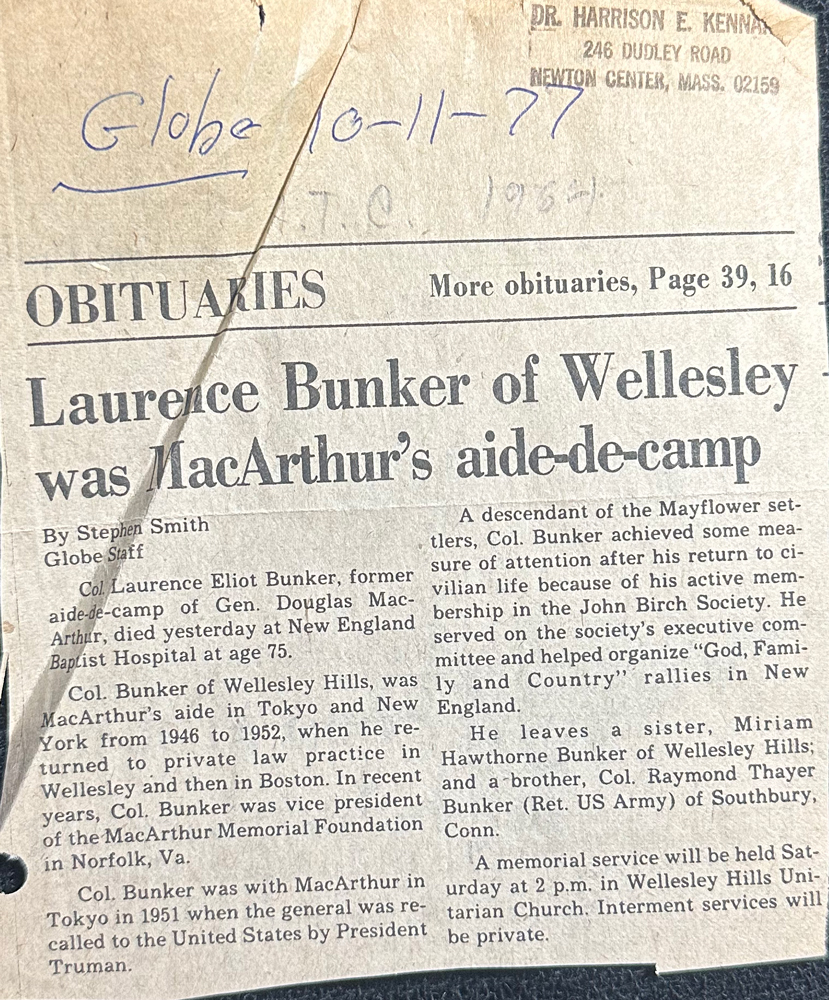 DR. HARRISON E. KENNA
246 DUDLEY ROAD
NEWTON CENTER, MASS. 02159
Globe 10-11-77
.T.C. 1964
OBITUARIES
More obituaries, Page 39, 16
Laurence Bunker of Wellesley
was MacArthur's aide-de-camp
By Stephen Smith
Globe Staff
Col. Laurence Eliot Bunker, former
aide-de-camp of Gen. Douglas Mac-
Arthur, died yesterday at New England
Baptist Hospital at age 75.
Col. Bunker of Wellesley Hills, was
MacArthur's aide in Tokyo and New
York from 1946 to 1952, when he re-
turned to private law practice in
Wellesley and then in Boston. In recent
years, Col. Bunker was vice president
of the MacArthur Memorial Foundation
in Norfolk, Va.
Col. Bunker was with MacArthur in
Tokyo in 1951 when the general was re-
called to the United States by President
Truman.
A descendant of the Mayflower set-
tlers, Col. Bunker achieved some mea-
sure of attention after his return to ci-
vilian life because of his active mem-
bership in the John Birch Society. He
served on the society's executive com-
mittee and helped organize "God, Fami-
ly and Country" rallies in New
England.
He leaves a sister, Miriam
Hawthorne Bunker of Wellesley Hills;
and a brother, Col. Raymond Thayer
Bunker (Ret. US Army) of Southbury,
Conn.
A memorial service will be held Sat-
urday at 2 p.m. in Wellesley Hills Uni-
tarian Church. Interment services will
be private.